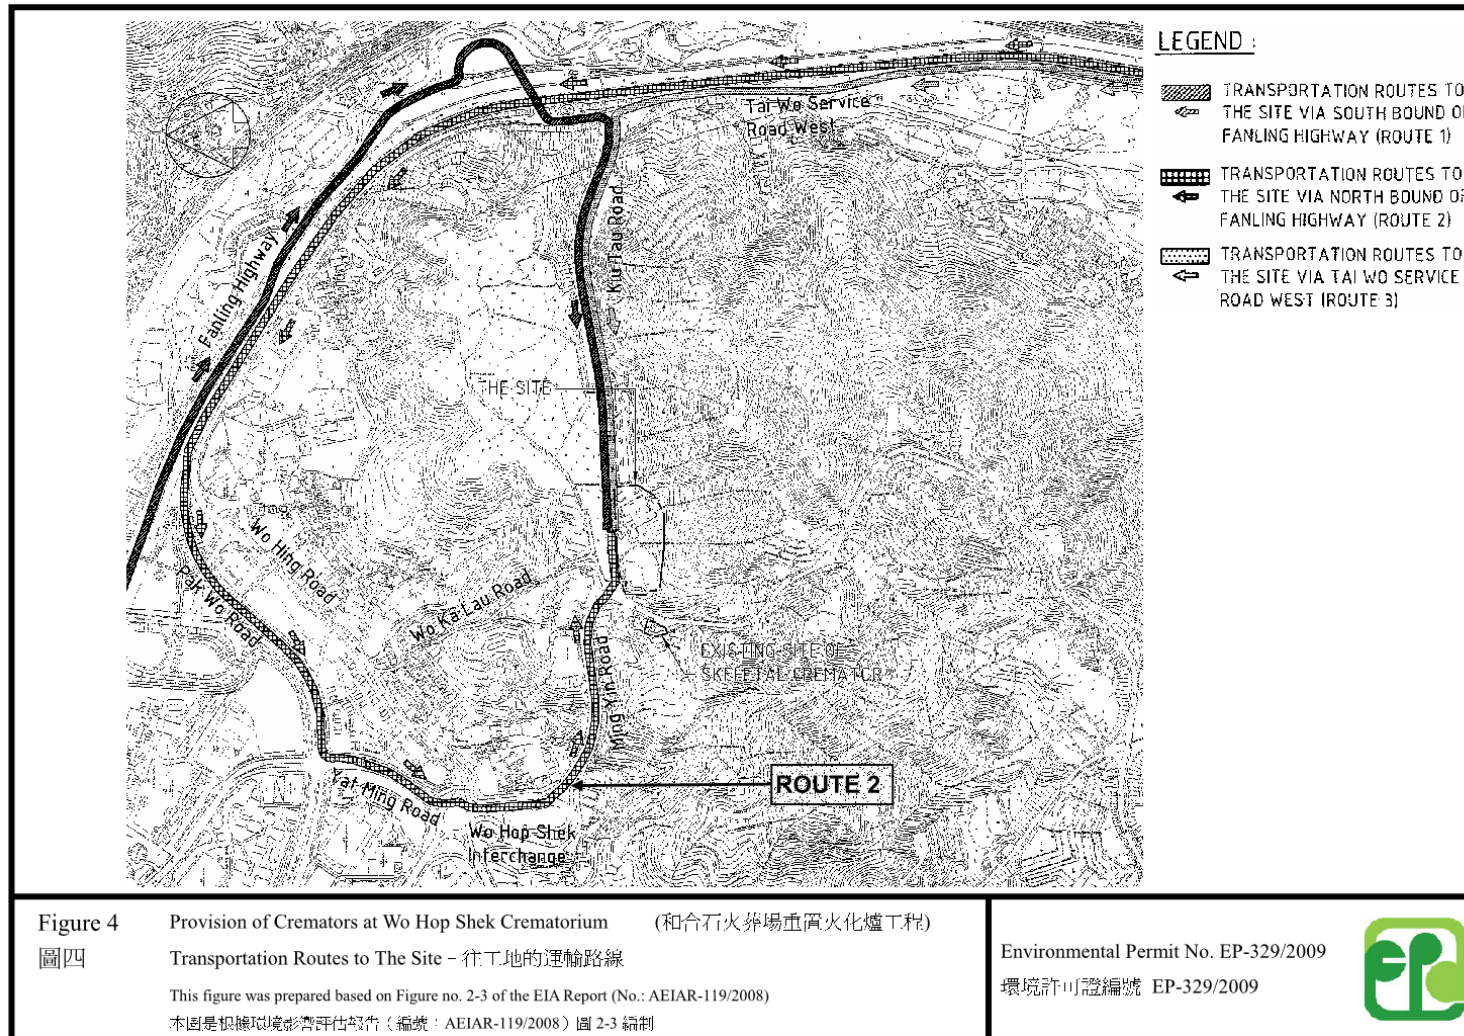 LEGEND :
TRANSPORTATION ROUTES TO
THE SITE VIA SOUTH BOUND OF
FANLING HIGHWAY (ROUTE 1)
TRANSPORTATION ROUTES TO
THE SITE VIA NORTH BOUND OF
FANLING HIGHWAY (ROUTE 2)
TRANSPORTATION ROUTES TO
THE SITE VIA TAI WO SERVICE
ROAD WEST (ROUTE 3)
Tai Wo Service
Road West
Kiu Tau Road
Fanling Highway
THE SITE
Wo Hing Road
Pak Wo Road
Wo Ka Lau Road
Ming Yin Road
EXISTING SITE OF
SKELETAL CREMATOR
ROUTE 2
Yat Ming Road
Wo Hop Shek
Interchange
Figure 4 Provision of Cremators at Wo Hop Shek Crematorium (和合石火葬場重置火化爐工程)
圖四 Transportation Routes to The Site - 往工地的運輸路線
This figure was prepared based on Figure no. 2-3 of the EIA Report (No.: AEIAR-119/2008)
本圖是根據環境影響評估報告（編號：AEIAR-119/2008）圖 2-3 編制
Environmental Permit No. EP-329/2009
環境許可證編號 EP-329/2009